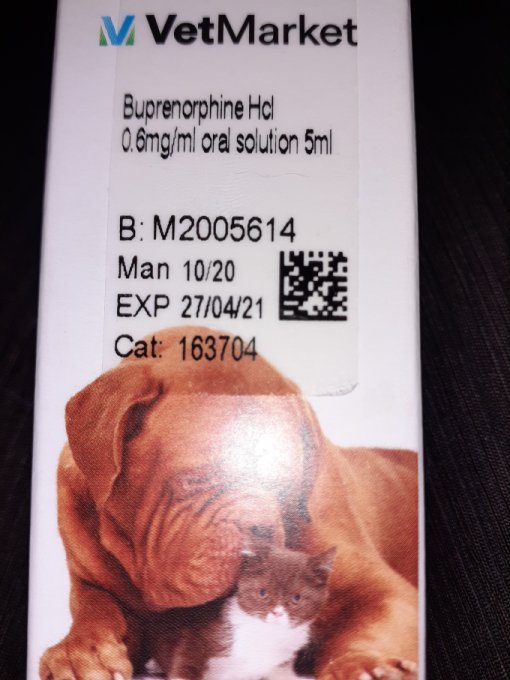 VetMarket
Buprenorphine Hcl
0.6mg/ml oral solution 5ml
B: M2005614
Man 10/20
EXP 27/04/21
Cat: 163704